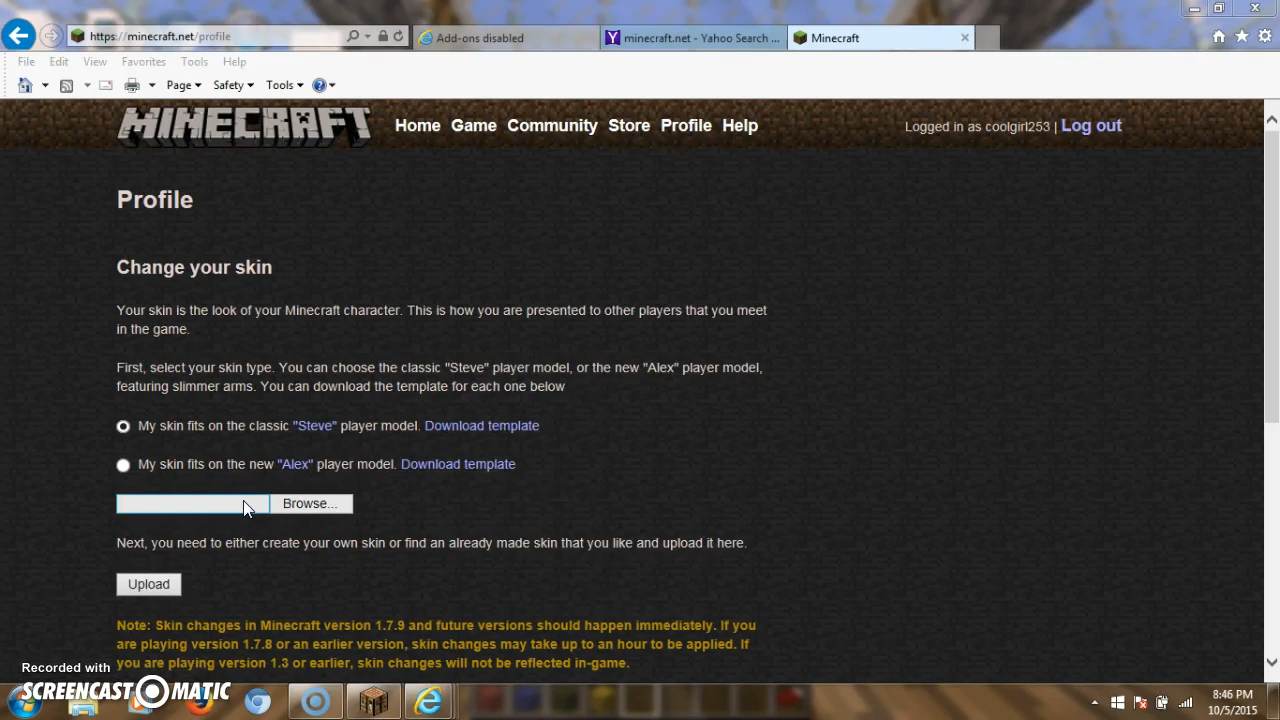 https://minecraft.net/profile
Add-ons disabled
minecraft.net - Yahoo Search ...
Minecraft
File Edit View Favorites Tools Help
Page Safety Tools
MINECRAFT
Home Game Community Store Profile Help
Logged in as coolgirl253 | Log out
Profile
Change your skin
Your skin is the look of your Minecraft character. This is how you are presented to other players that you meet
in the game.
First, select your skin type. You can choose the classic "Steve" player model, or the new "Alex" player model,
featuring slimmer arms. You can download the template for each one below
My skin fits on the classic "Steve" player model. Download template
My skin fits on the new "Alex" player model. Download template
Browse...
Next, you need to either create your own skin or find an already made skin that you like and upload it here.
Upload
Note: Skin changes in Minecraft version 1.7.9 and future versions should happen immediately. If you
are playing version 1.7.8 or an earlier version, skin changes may take up to an hour to be applied. If
you are playing version 1.3 or earlier, skin changes will not be reflected in-game.
Recorded with
SCREENCAST MATIC
8:46 PM
10/5/2015